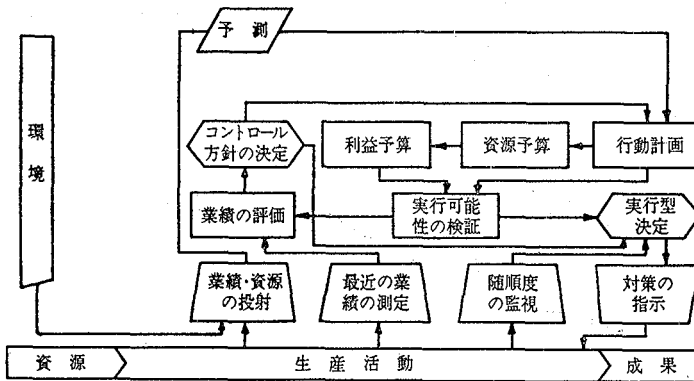 予測
環境
コントロール
方針の決定
利益予算
資源予算
行動計画
業績の評価
実行可能
性の検証
実行型
決定
業績・資源
の投射
最近の業
績の測定
随順度
の監視
対策の
指示
資源
生産活動
成果